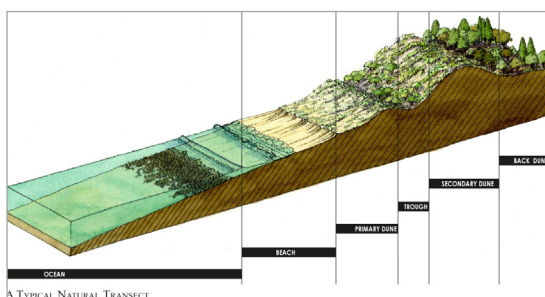 BACK DUN
SECONDARY DUNE
TROUGH
PRIMARY DUNE
BEACH
OCEAN
A TYPICAL NATURAL TRANSECT